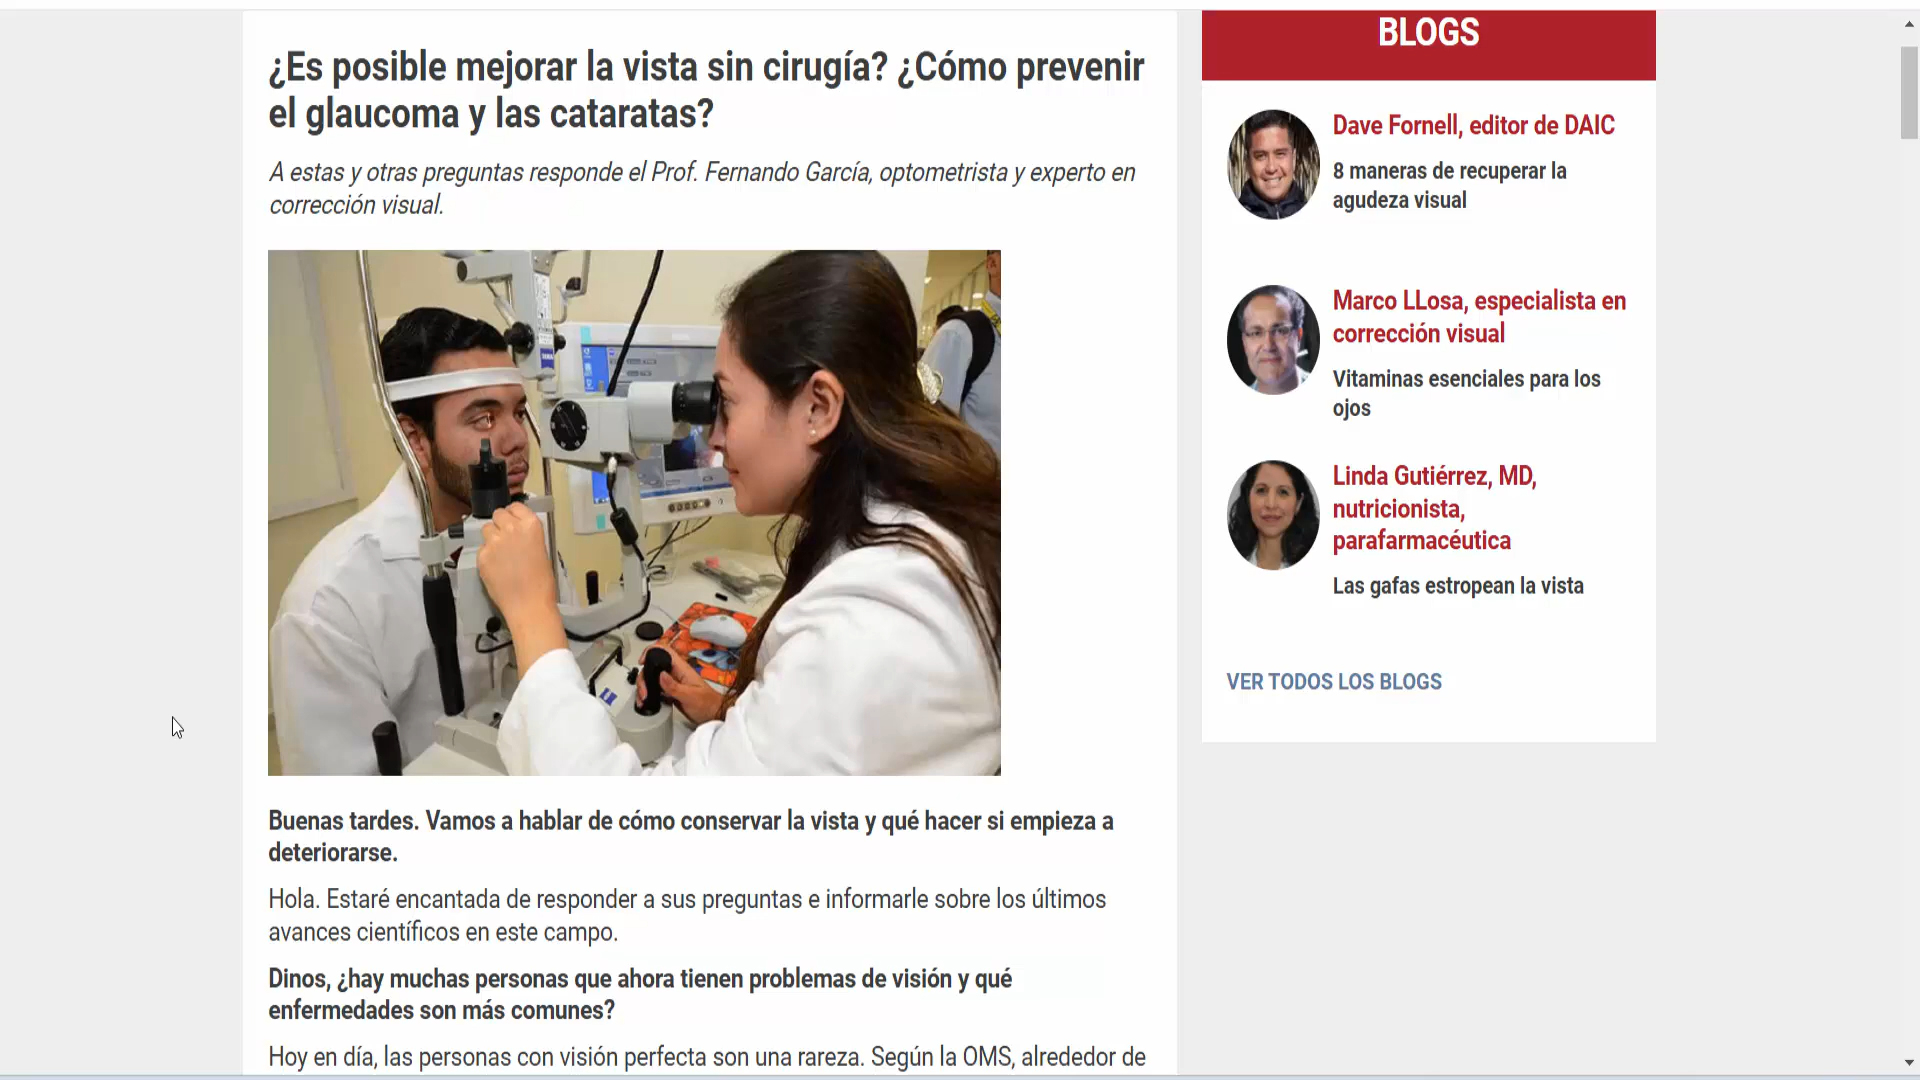 ¿Es posible mejorar la vista sin cirugía? ¿Cómo prevenir
el glaucoma y las cataratas?
A estas y otras preguntas responde el Prof. Fernando García, optometrista y experto en
corrección visual.
Buenas tardes. Vamos a hablar de cómo conservar la vista y qué hacer si empieza a
deteriorarse.
Hola. Estaré encantada de responder a sus preguntas e informarle sobre los últimos
avances científicos en este campo.
Dinos, ¿hay muchas personas que ahora tienen problemas de visión y qué
enfermedades son más comunes?
Hoy en día, las personas con visión perfecta son una rareza. Según la OMS, alrededor de
BLOGS
Dave Fornell, editor de DAIC
8 maneras de recuperar la
agudeza visual
Marco LLosa, especialista en
corrección visual
Vitaminas esenciales para los
ojos
Linda Gutiérrez, MD,
nutricionista,
parafarmacéutica
Las gafas estropean la vista
VER TODOS LOS BLOGS